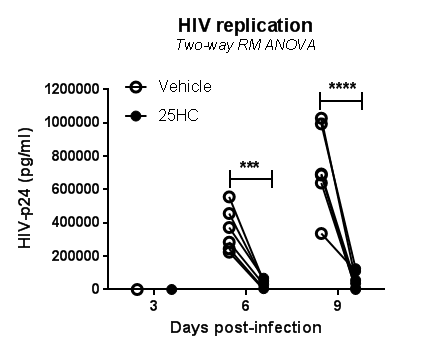 HIV replication
Two-way RM ANOVA
Vehicle
25HC
***
****
HIV-p24 (pg/ml)
1200000
1000000
800000
600000
400000
200000
0
3 6 9
Days post-infection